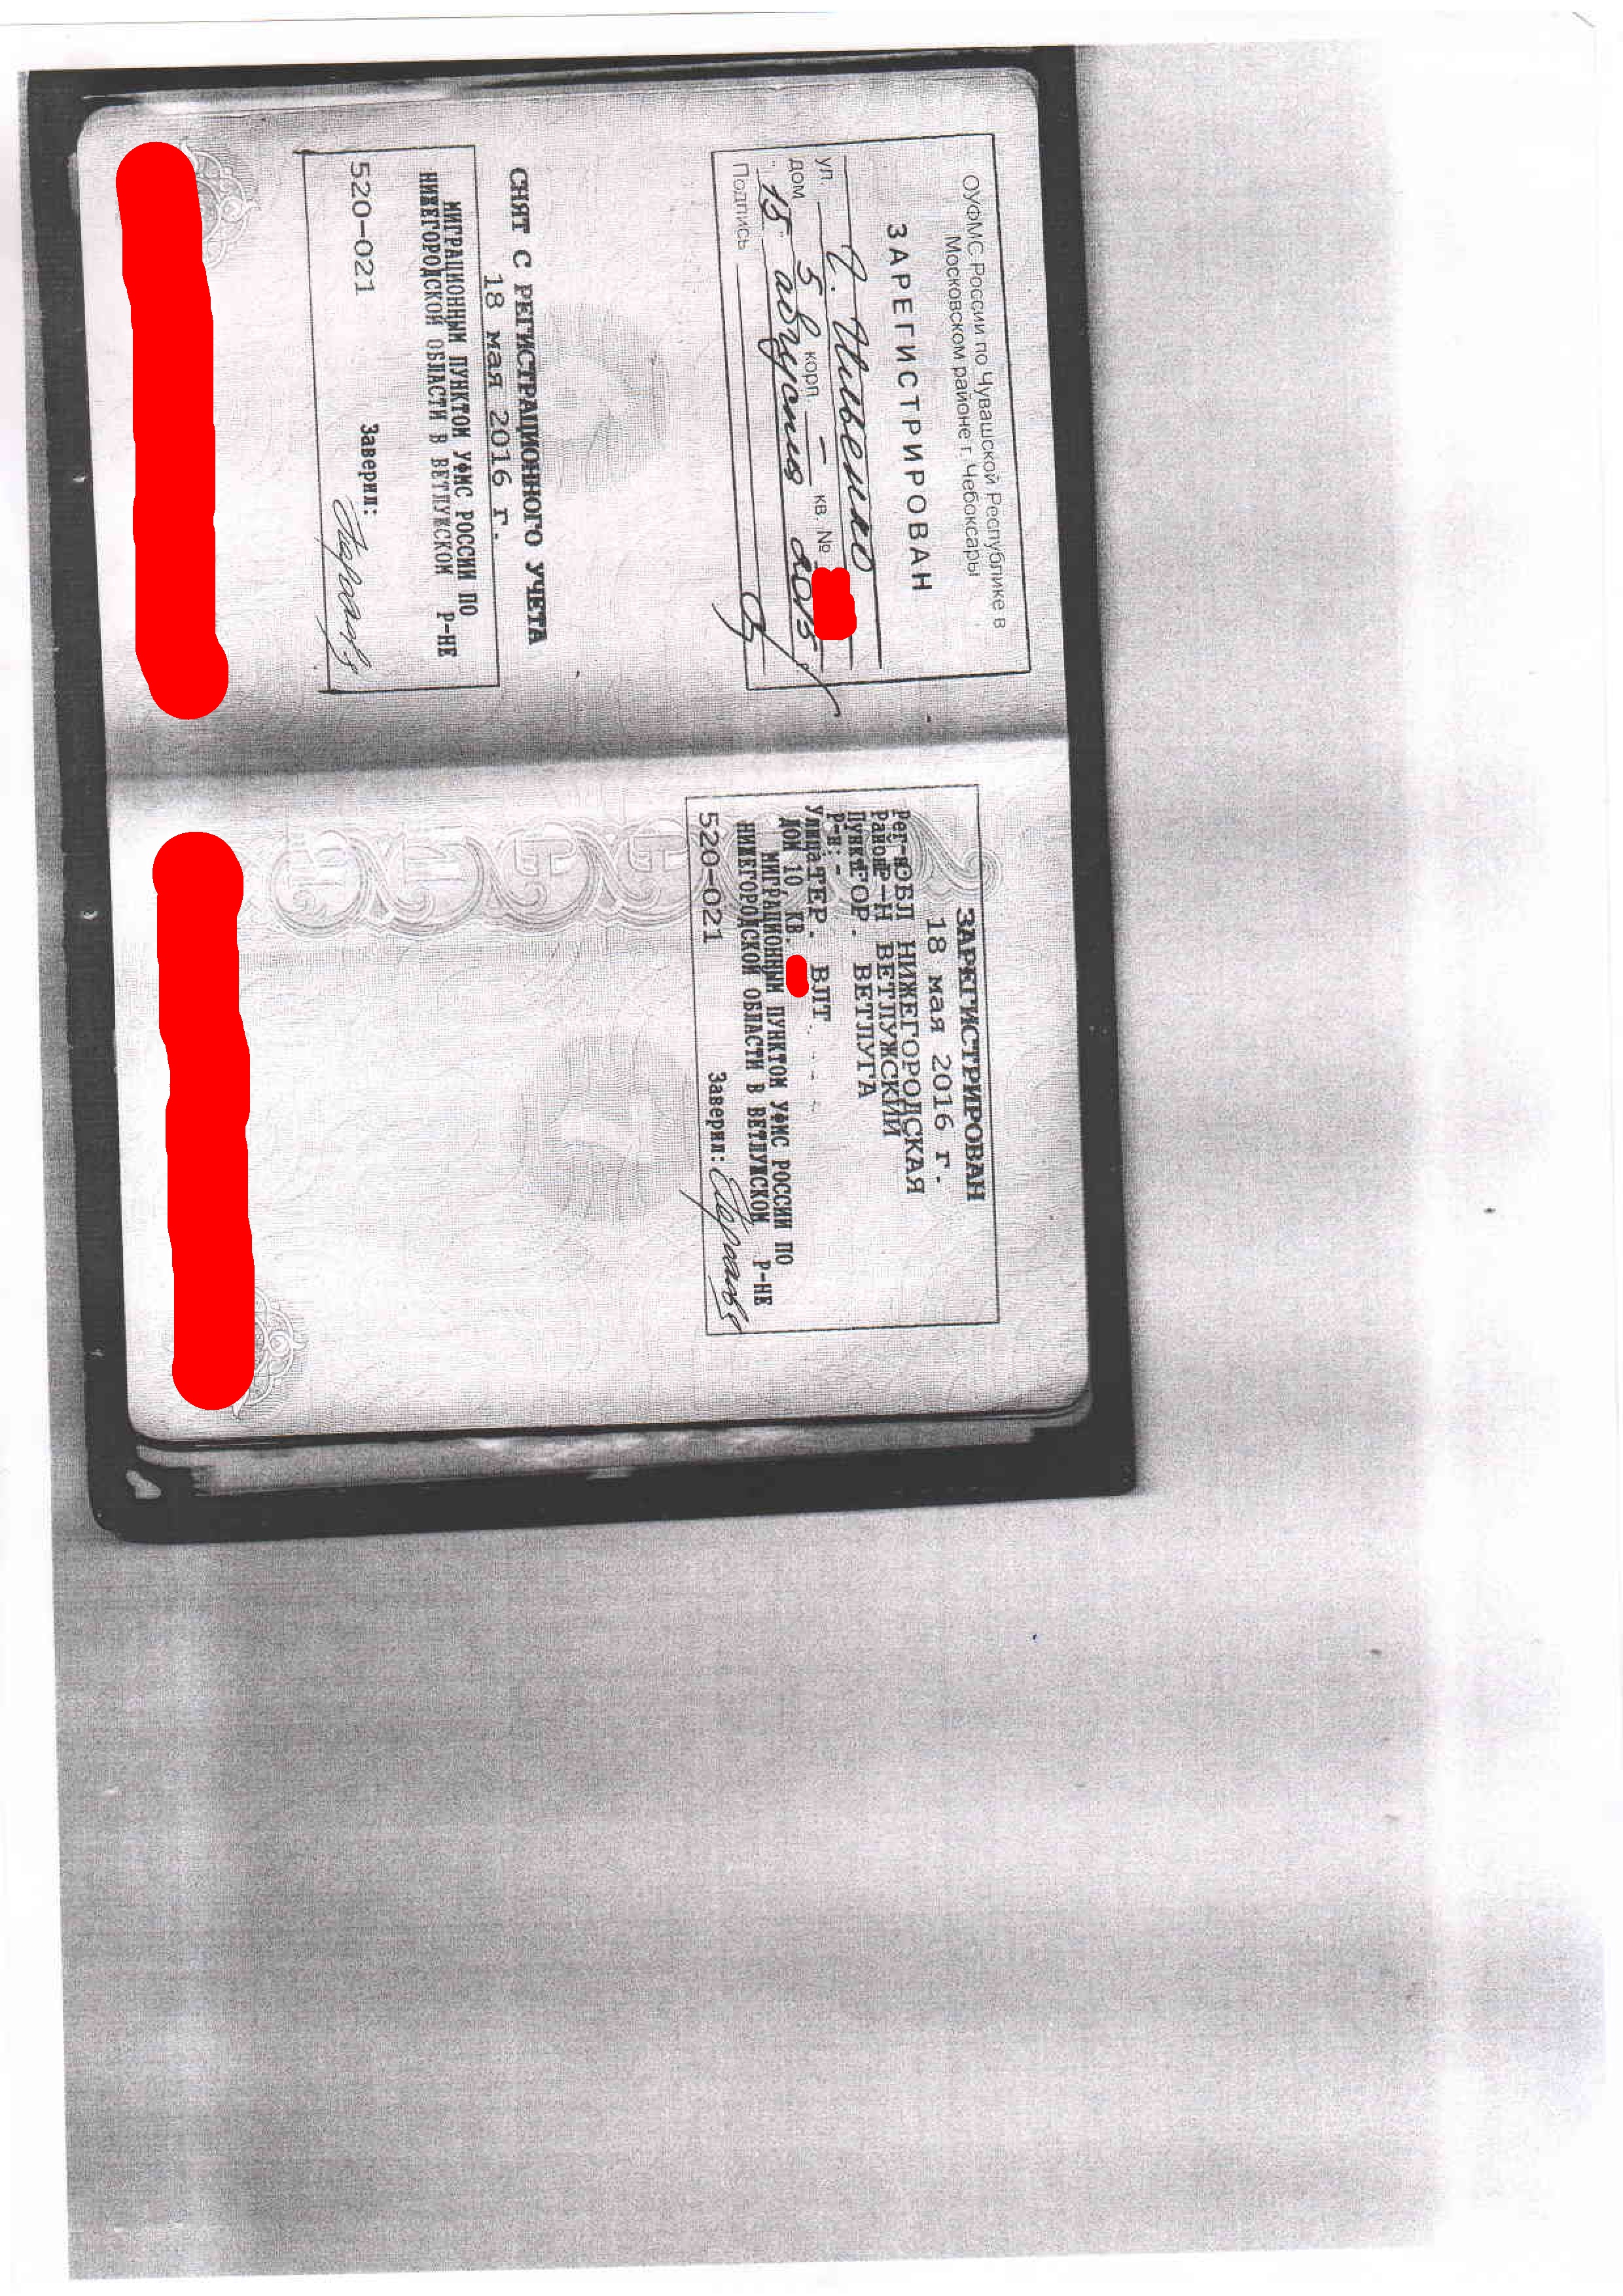 ОУФМС России по Чувашской Республике в
Московском районе г. Чебоксары
ЗАРЕГИСТРИРОВАН
ул.
дом 5 корп. – кв. №
"15" августа 2015
Подпись
СНЯТ С РЕГИСТРАЦИОННОГО УЧЕТА
18 мая 2016 г.
МИГРАЦИОННЫМ ПУНКТОМ УФМС РОССИИ ПО
НИЖЕГОРОДСКОЙ ОБЛАСТИ В ВЕТЛУЖСКОМ Р-НЕ
520-021
Заверил:
ЗАРЕГИСТРИРОВАН
18 мая 2016 г.
Рег-н ОБЛ НИЖЕГОРОДСКАЯ
Район Р-Н ВЕТЛУЖСКИЙ
Пункт ГОР. ВЕТЛУГА
Р-н: -
Улица ТЕР. ВЛТ
ДОМ 10, КВ.
МИГРАЦИОННЫМ ПУНКТОМ УФМС РОССИИ ПО
НИЖЕГОРОДСКОЙ ОБЛАСТИ В ВЕТЛУЖСКОМ Р-НЕ
520-021
Заверил: